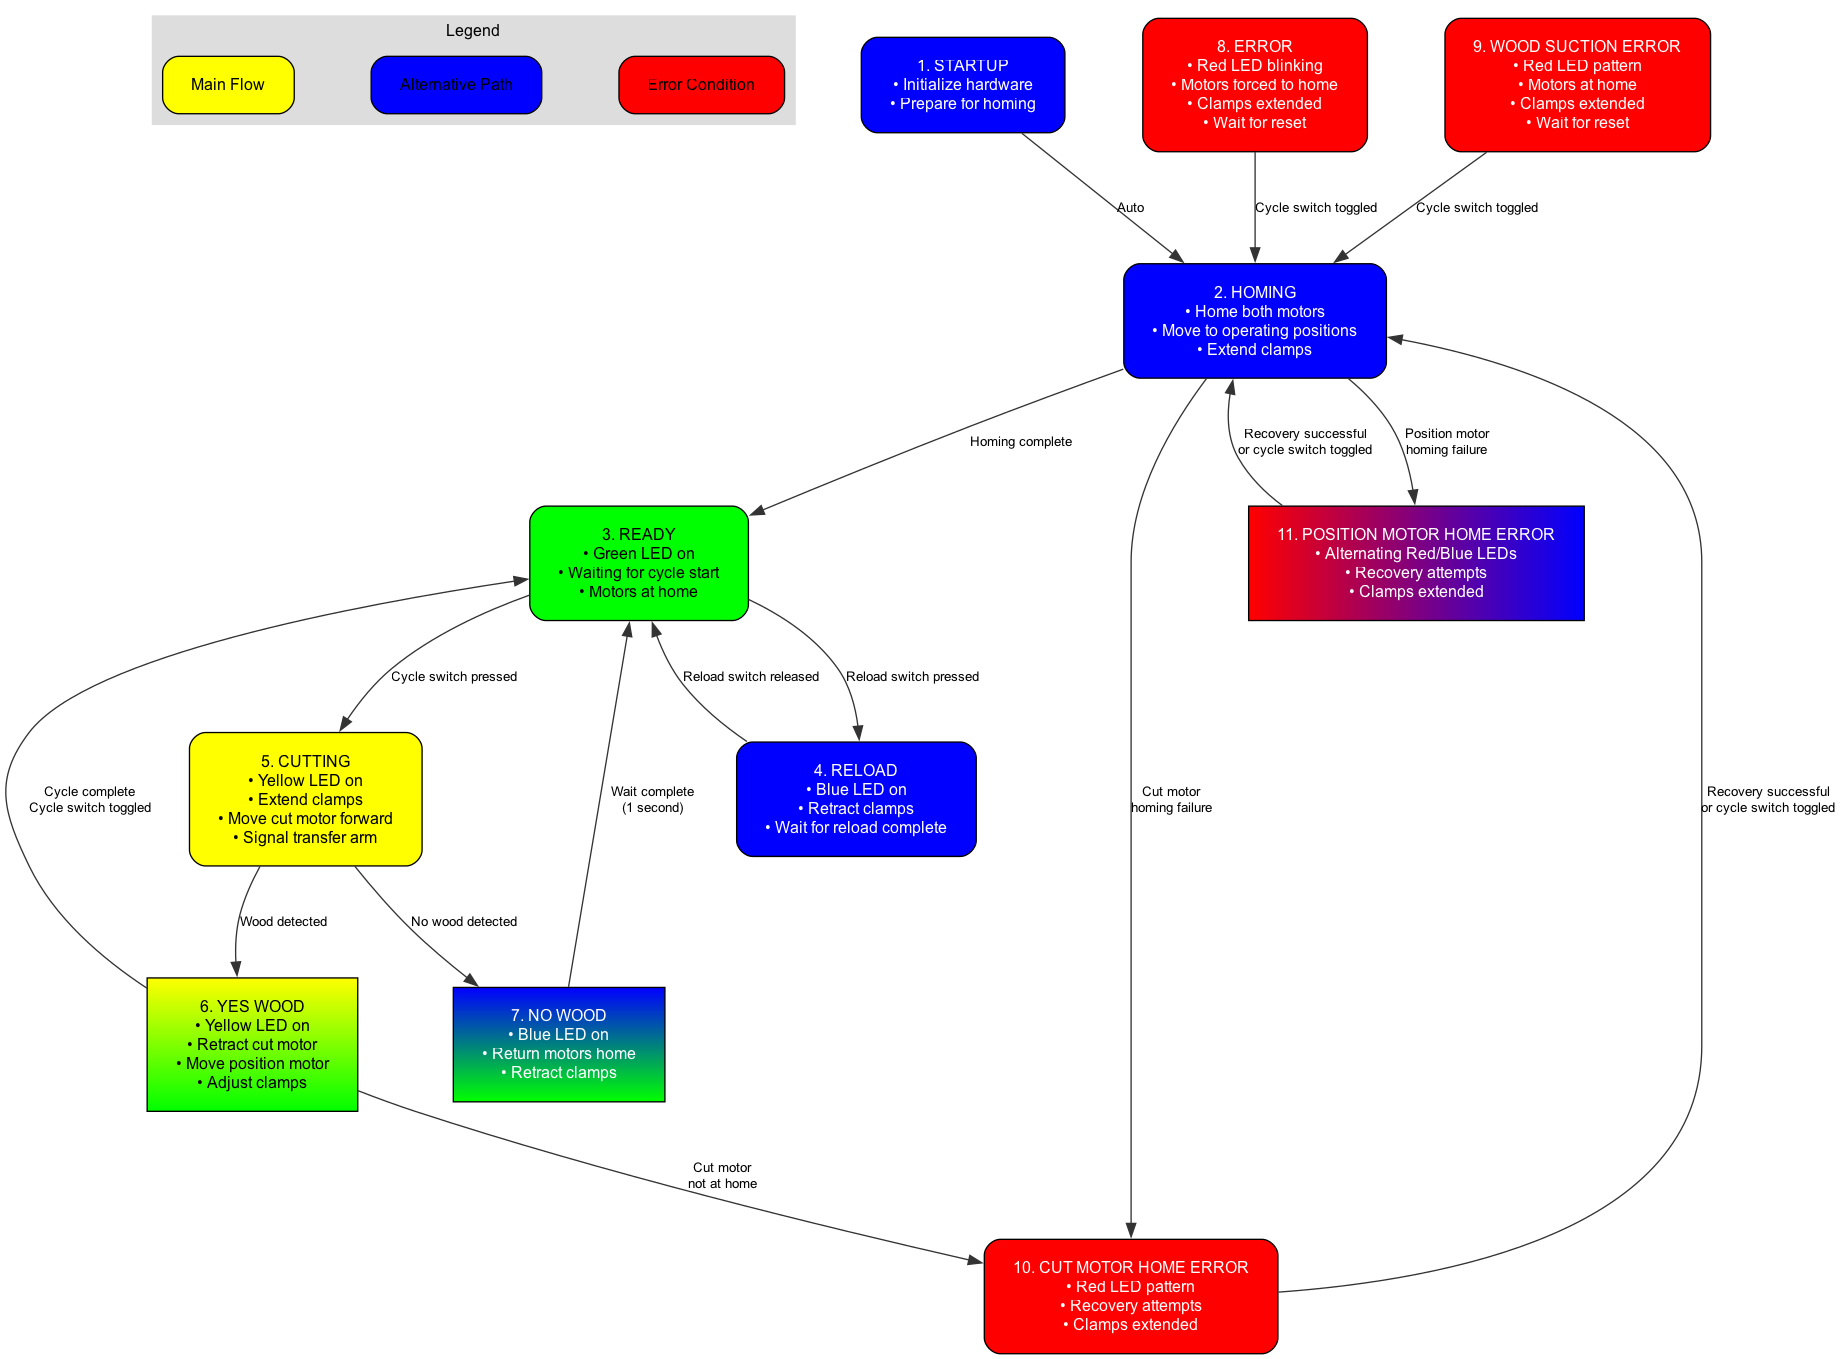 Legend
Main Flow
Alternative Path
Error Condition
1. STARTUP
• Initialize hardware
• Prepare for homing
8. ERROR
• Red LED blinking
• Motors forced to home
• Clamps extended
• Wait for reset
9. WOOD SUCTION ERROR
• Red LED pattern
• Motors at home
• Clamps extended
• Wait for reset
Auto
Cycle switch toggled
Cycle switch toggled
2. HOMING
• Home both motors
• Move to operating positions
• Extend clamps
Homing complete
Recovery successful
or cycle switch toggled
Position motor
homing failure
3. READY
• Green LED on
• Waiting for cycle start
• Motors at home
11. POSITION MOTOR HOME ERROR
• Alternating Red/Blue LEDs
• Recovery attempts
• Clamps extended
Cycle switch pressed
Reload switch released
Reload switch pressed
Cycle complete
Cycle switch toggled
5. CUTTING
• Yellow LED on
• Extend clamps
• Move cut motor forward
• Signal transfer arm
Wait complete
(1 second)
4. RELOAD
• Blue LED on
• Retract clamps
• Wait for reload complete
Cut motor
homing failure
Recovery successful
or cycle switch toggled
Wood detected
No wood detected
6. YES WOOD
• Yellow LED on
• Retract cut motor
• Move position motor
• Adjust clamps
7. NO WOOD
• Blue LED on
• Return motors home
• Retract clamps
Cut motor
not at home
10. CUT MOTOR HOME ERROR
• Red LED pattern
• Recovery attempts
• Clamps extended